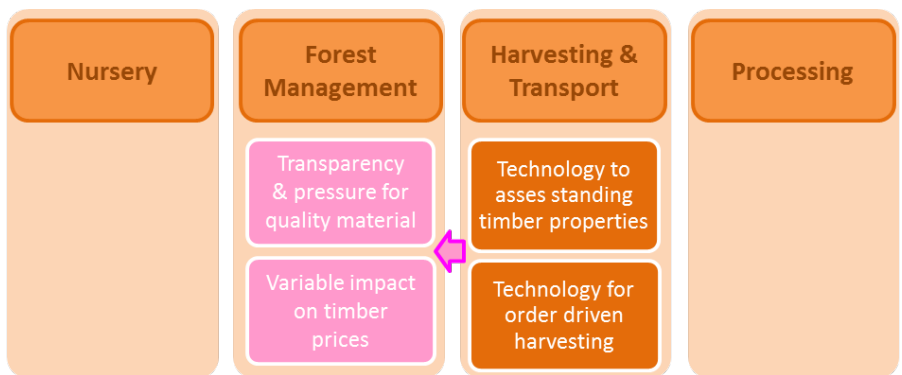 Nursery
Forest
Management
Harvesting &
Transport
Processing
Transparency
& pressure for
quality material
Variable impact
on timber
prices
Technology to
asses standing
timber properties
Technology for
order driven
harvesting